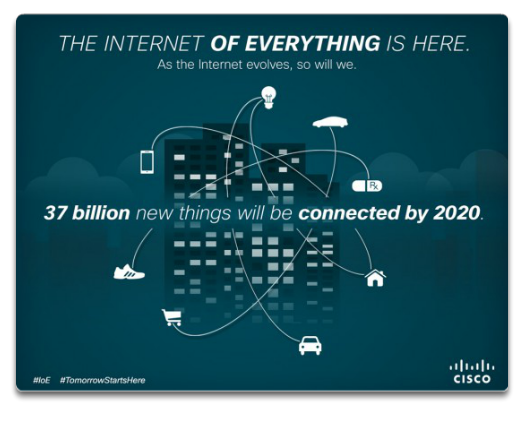 THE INTERNET OF EVERYTHING IS HERE.
As the Internet evolves, so will we.
Rx
37 billion new things will be connected by 2020.
#IoE #TomorrowStartsHere
CISCO